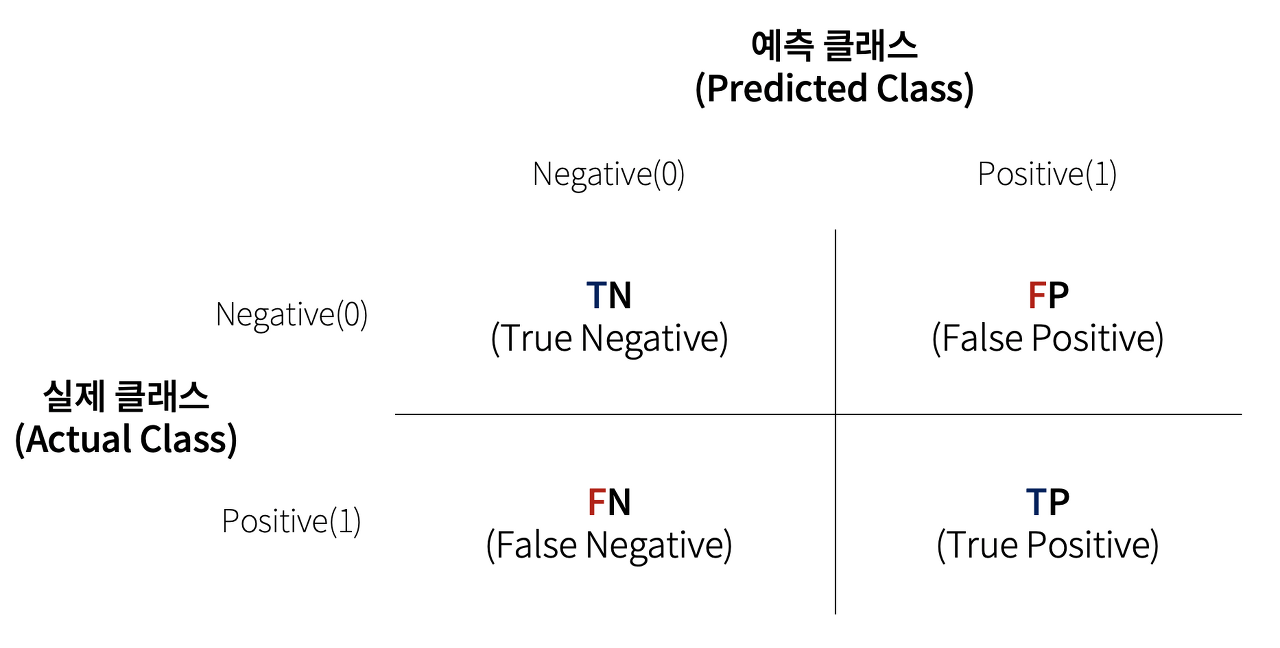 예측 클래스
(Predicted Class)
Negative(0)
Positive(1)
Negative(0)
TN
(True Negative)
FP
(False Positive)
실제 클래스
(Actual Class)
Positive(1)
FN
(False Negative)
TP
(True Positive)